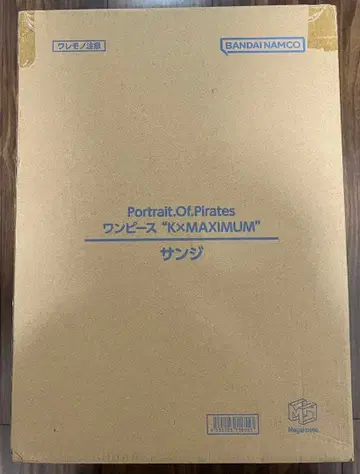 ワレモノ注意
BANDAI NAMCO
Portrait.Of.Pirates
ワンピース “K×MAXIMUM”
サンジ
MegaHouse